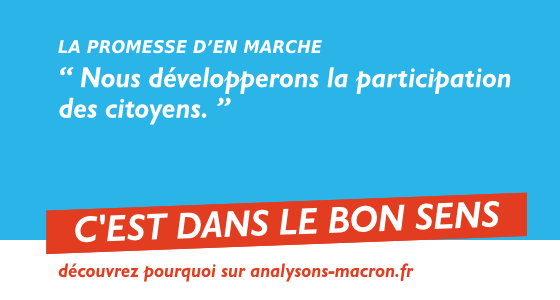 LA PROMESSE D’EN MARCHE
“ Nous développerons la participation
des citoyens. ”
C'EST DANS LE BON SENS
découvrez pourquoi sur analysons-macron.fr